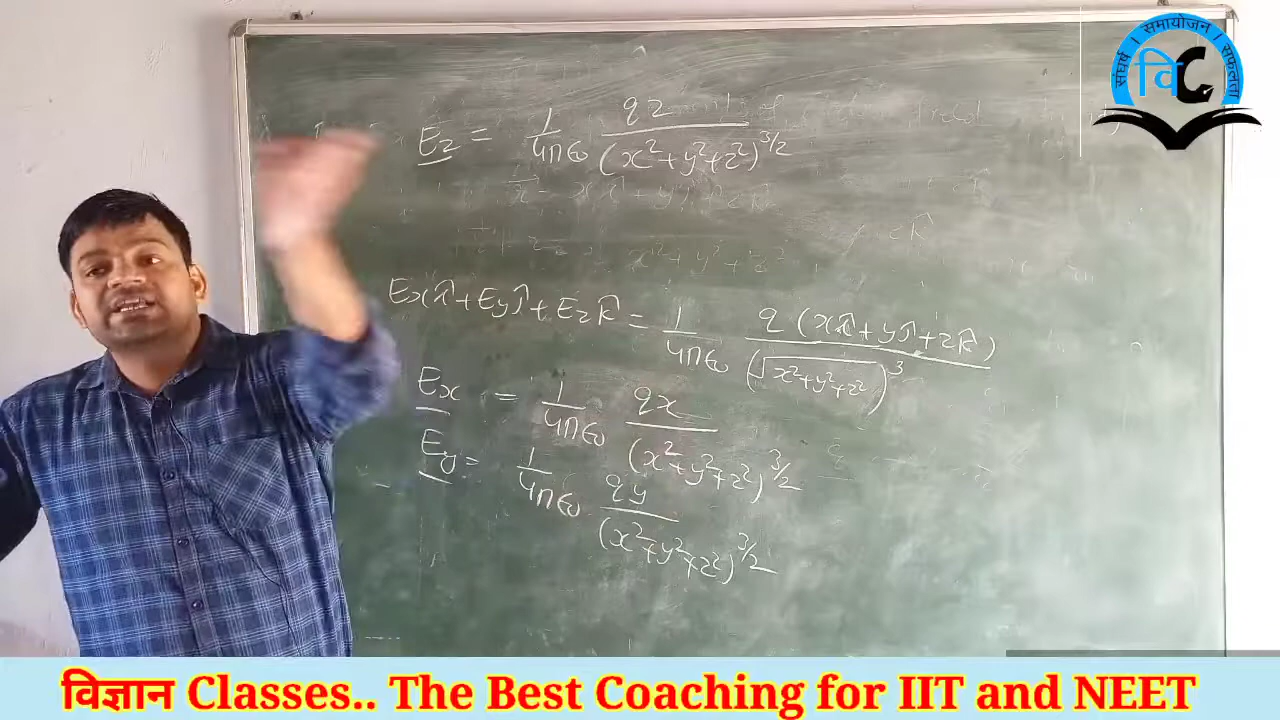 संघर्ष । समायोजन । सफलता
वि C
Ez = 1/4πε₀ qz/(x²+y²+z²)^3/2
Exî+Eyĵ+Ezk̂ = 1/4πε₀ q(xî+yĵ+zk̂)/(√x²+y²+z²)³
Ex = 1/4πε₀ qx/(x²+y²+z²)^3/2
Ey = 1/4πε₀ qy/(x²+y²+z²)^3/2
विज्ञान Classes.. The Best Coaching for IIT and NEET